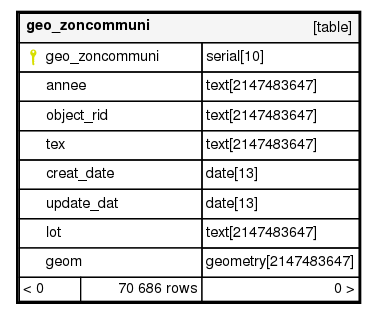 geo_zoncommuni [table]
geo_zoncommuni serial[10]
annee text[2147483647]
object_rid text[2147483647]
tex text[2147483647]
creat_date date[13]
update_dat date[13]
lot text[2147483647]
geom geometry[2147483647]
< 0 70 686 rows 0 >